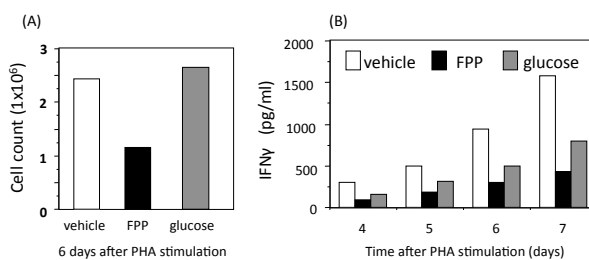 (A)
Cell count (1x10⁶)
3
2
1
0
vehicle FPP glucose
6 days after PHA stimulation
(B)
IFNγ (pg/ml)
2000
1500
1000
500
0
vehicle FPP glucose
4 5 6 7
Time after PHA stimulation (days)